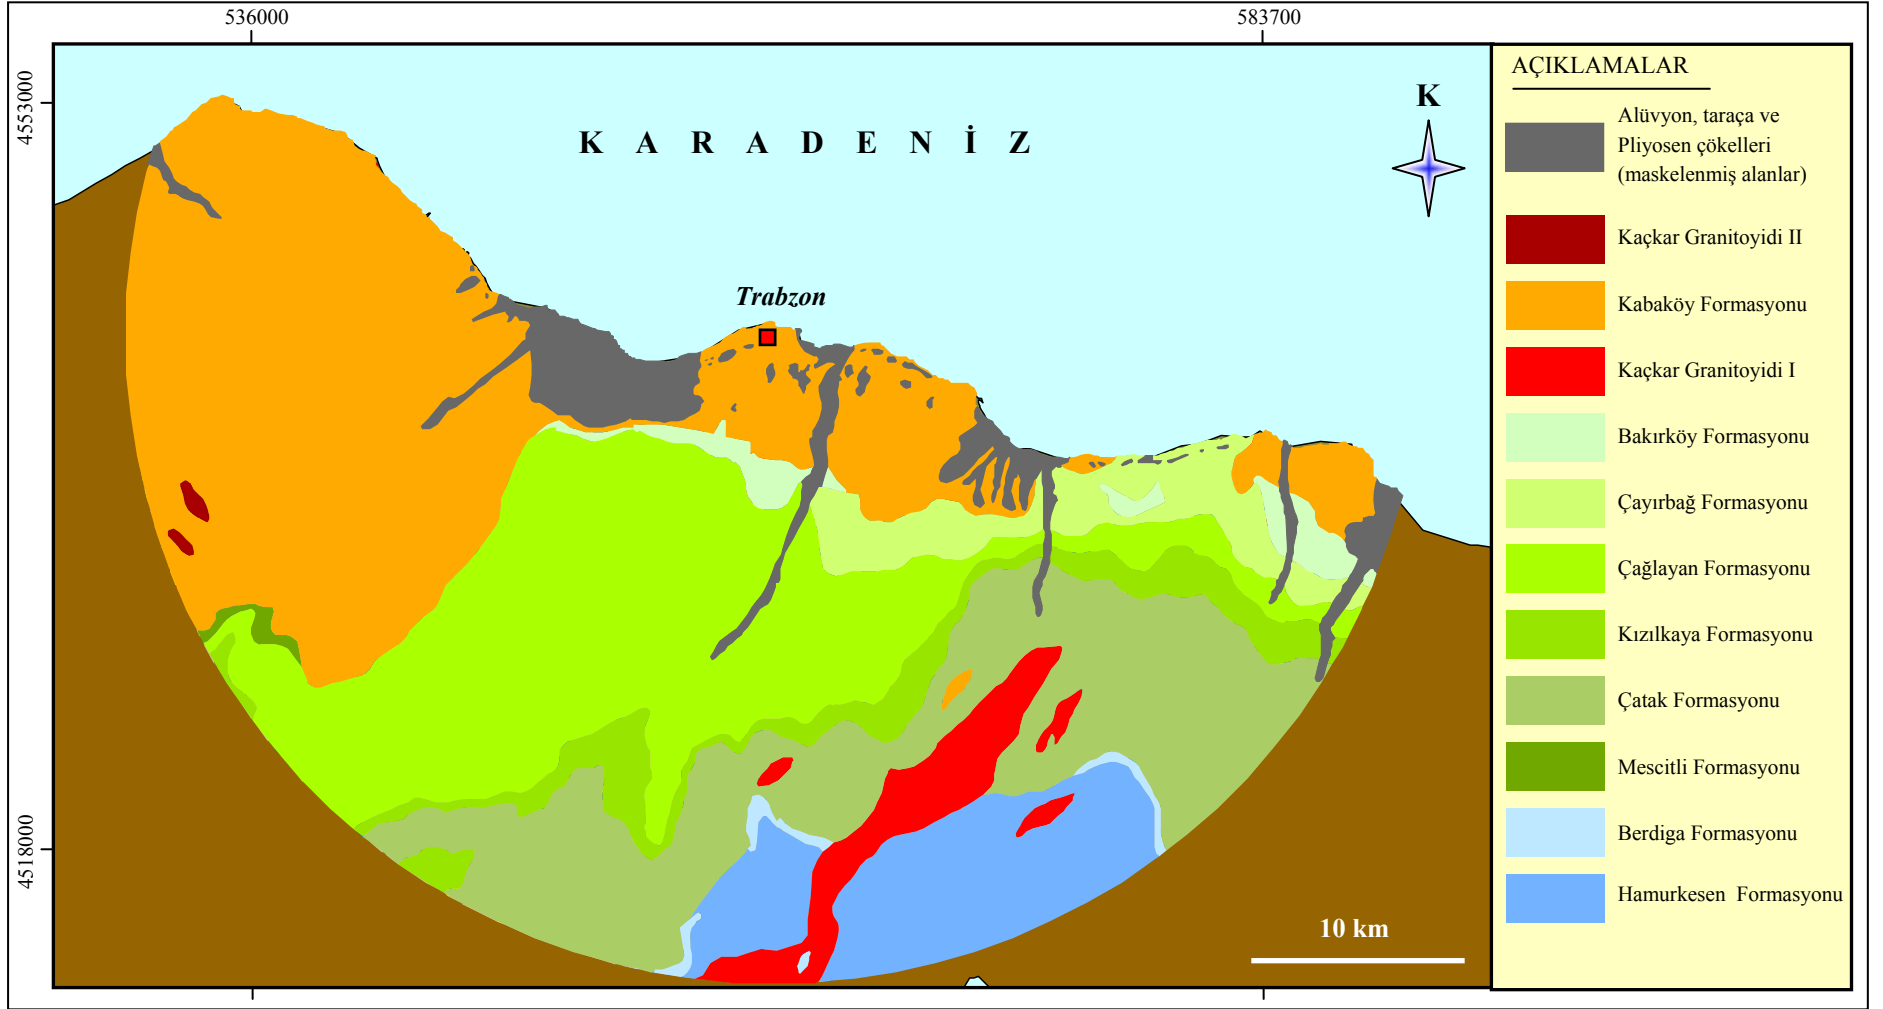 536000
583700
4553000
4518000
K A R A D E N İ Z
K
Trabzon
10 km
AÇIKLAMALAR
Alüvyon, taraça ve
Pliyosen çökelleri
(maskelenmiş alanlar)
Kaçkar Granitoyidi II
Kabaköy Formasyonu
Kaçkar Granitoyidi I
Bakırköy Formasyonu
Çayırbağ Formasyonu
Çağlayan Formasyonu
Kızılkaya Formasyonu
Çatak Formasyonu
Mescitli Formasyonu
Berdiga Formasyonu
Hamurkesen Formasyonu